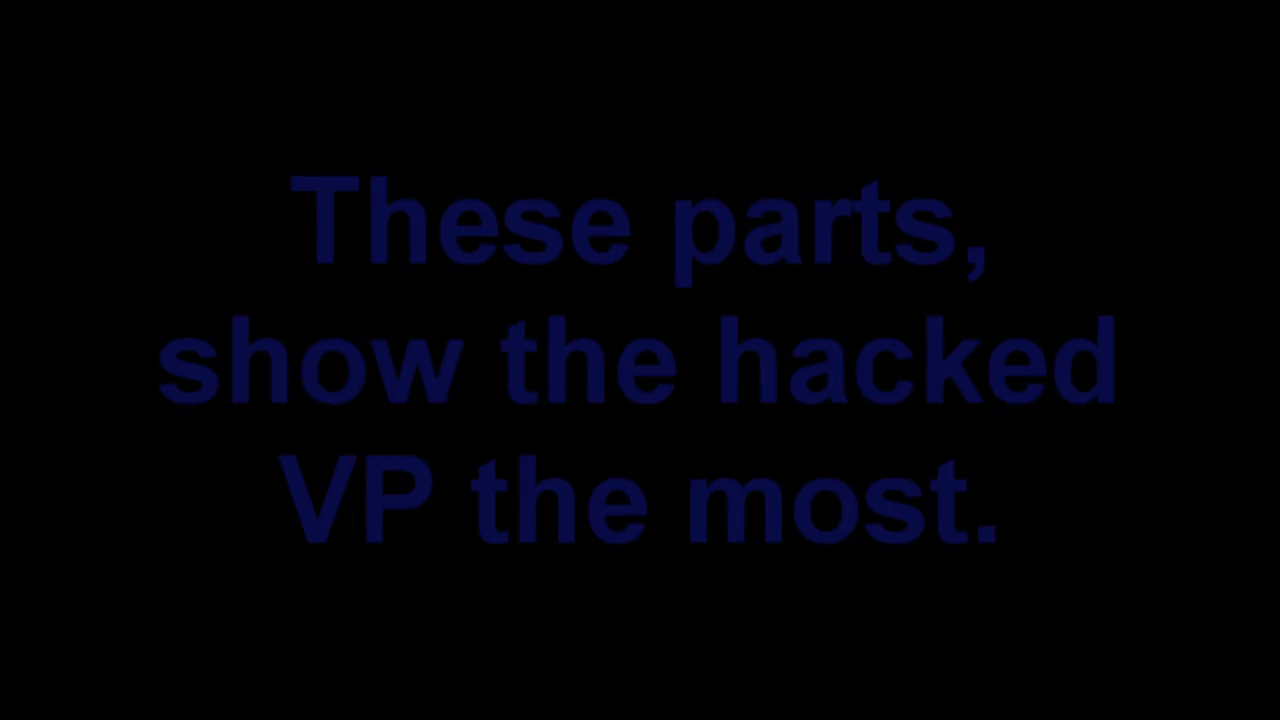 These parts,
show the hacked
VP the most.